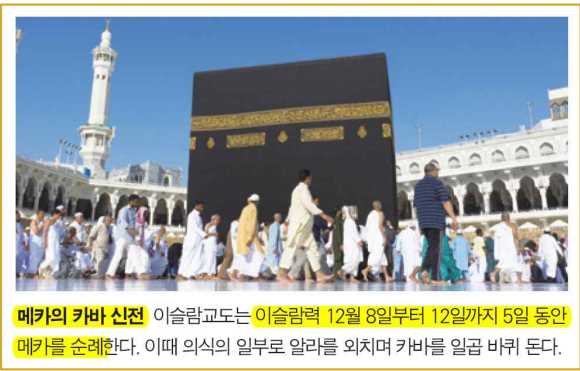 메카의 카바 신전 이슬람교도는 이슬람력 12월 8일부터 12일까지 5일 동안
메카를 순례한다. 이때 의식의 일부로 알라를 외치며 카바를 일곱 바퀴 돈다.